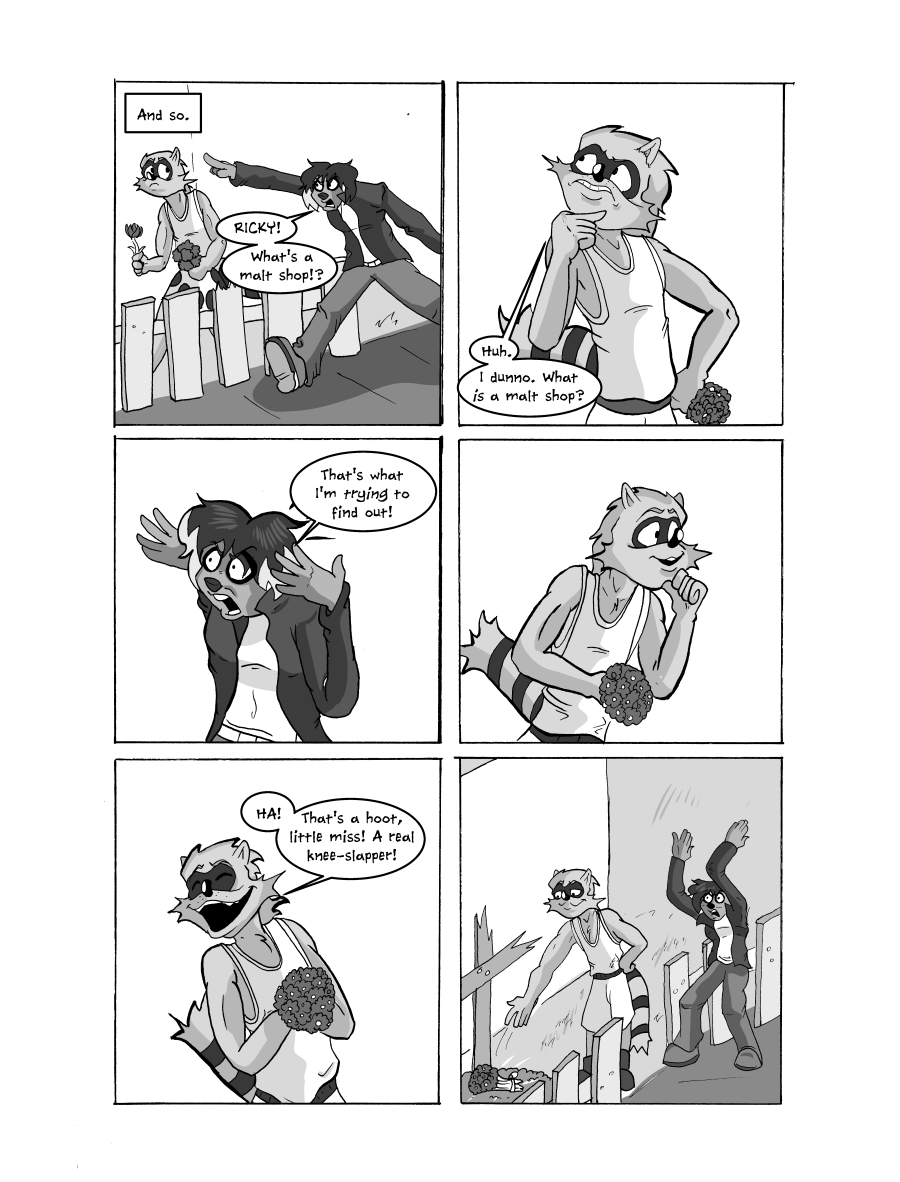 And so.
RICKY!
What's a
malt shop!?
Huh.
I dunno. What
is a malt shop?
That's what
I'm trying to
find out!
HA!
That's a hoot,
little miss! A real
knee-slapper!